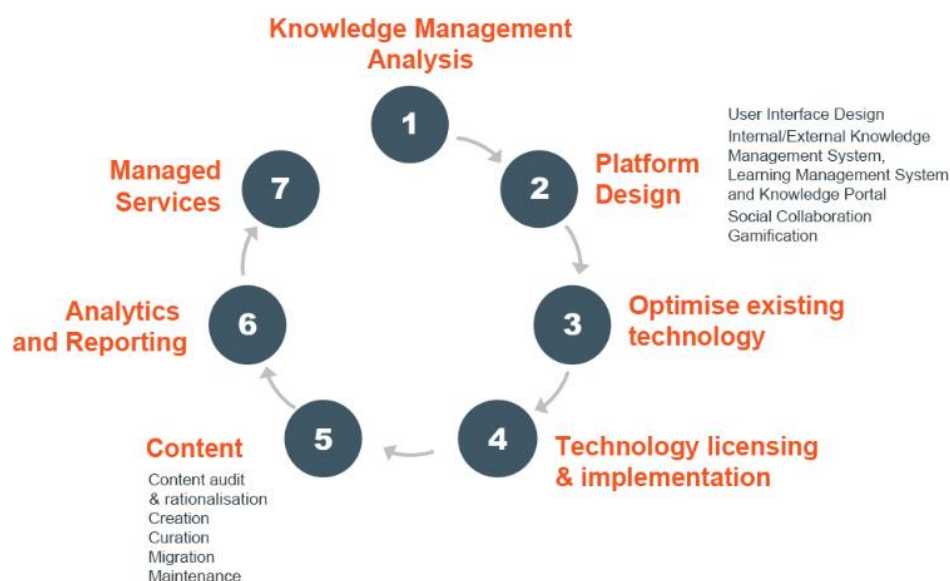 Knowledge Management
Analysis
1
2
Platform
Design
User Interface Design
Internal/External Knowledge
Management System,
Learning Management System
and Knowledge Portal
Social Collaboration
Gamification
3
Optimise existing
technology
4
Technology licensing
& implementation
5
Content
Content audit
& rationalisation
Creation
Curation
Migration
Maintenance
6
Analytics
and Reporting
7
Managed
Services